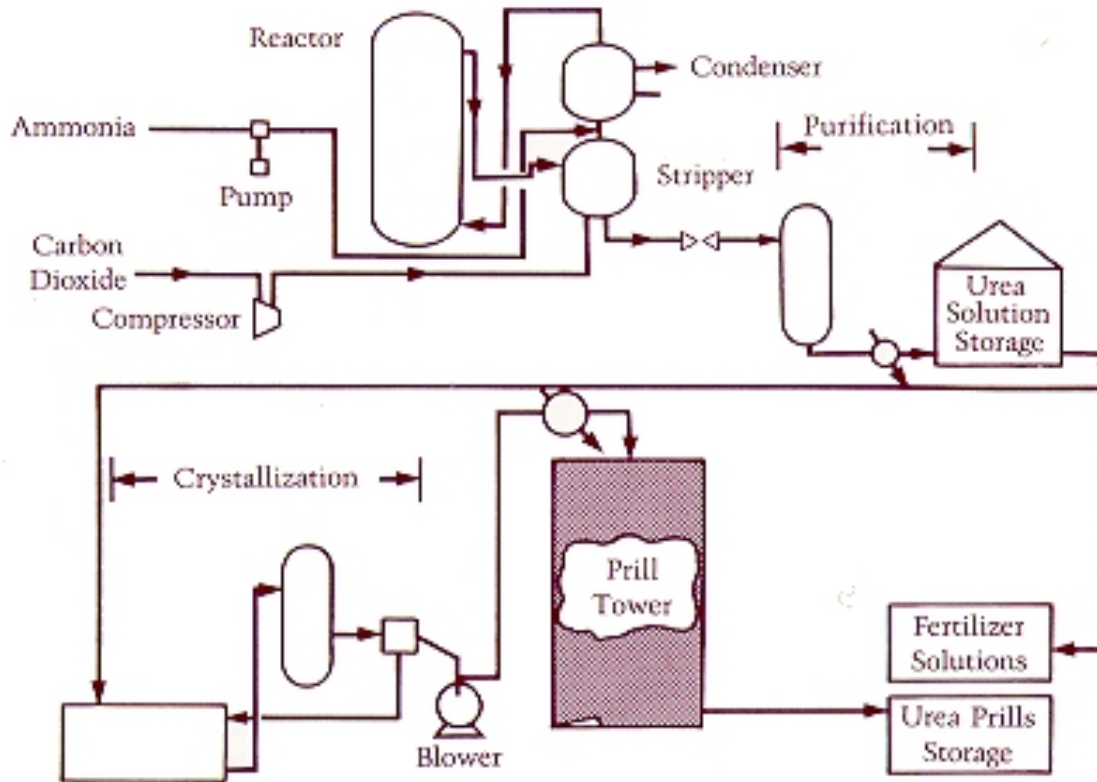 Reactor
Condenser
Ammonia
Purification
Pump
Stripper
Carbon
Dioxide
Compressor
Urea
Solution
Storage
Crystallization
Prill
Tower
Fertilizer
Solutions
Blower
Urea Prills
Storage